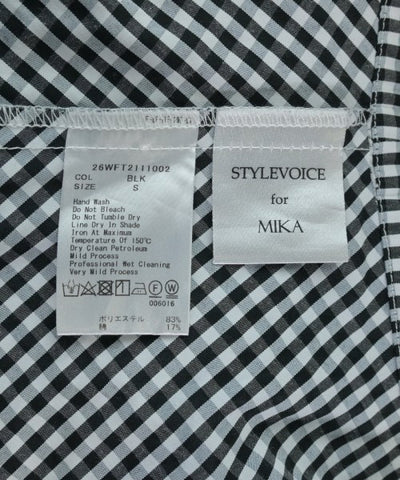 26WFT2111002
COL BLK
SIZE S
Hand Wash
Do Not Bleach
Do Not Tumble Dry
Line Dry In Shade
Iron At Maximum
Temperature Of 150℃
Dry Clean Petroleum
Mild Process
Professional Wet Cleaning
Very Mild Process
006016
ポリエステル 83%
綿 17%
STYLEVOICE
for
MIKA